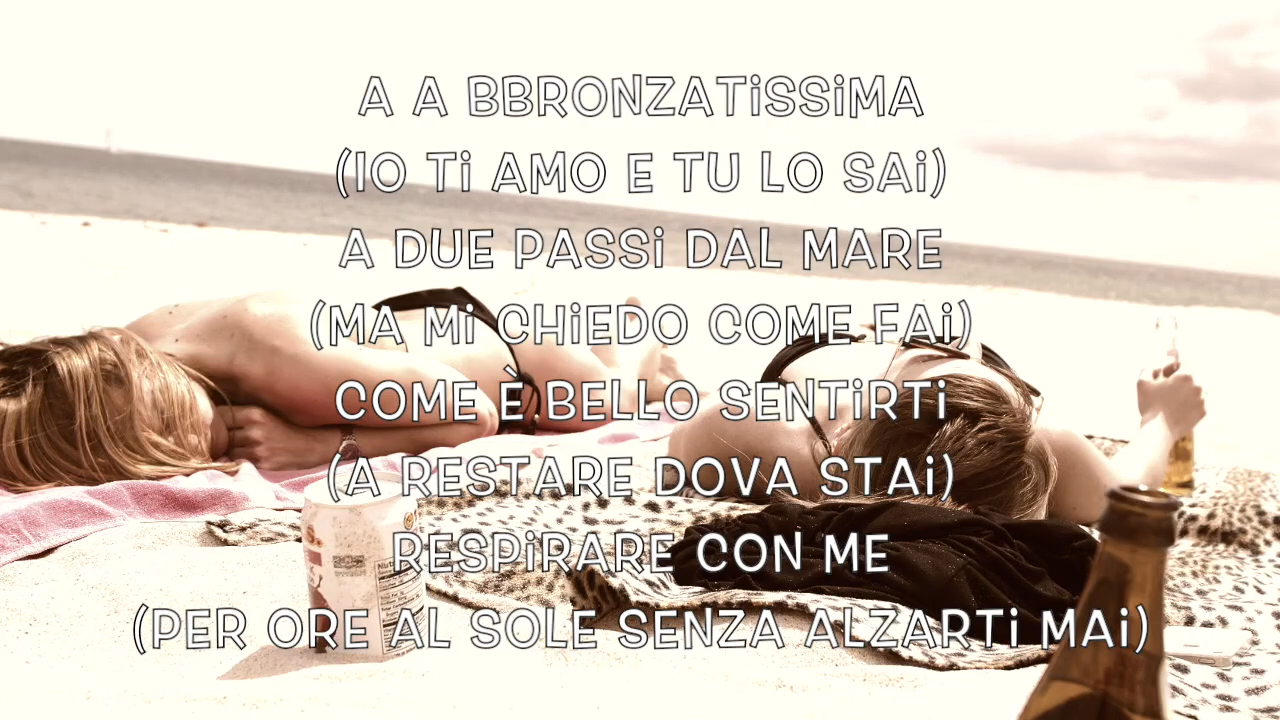 A A BBRONZATiSSiMA
(IO Ti AMO E TU LO SAi)
A DUE PASSi DAL MARE
(MA Mi CHiEDO COME FAi)
COME È BELLO SENTiRTi
(A RESTARE DOVA STAi)
RESPiRARE CON ME
(PER ORE AL SOLE SENZA ALZARTi MAi)